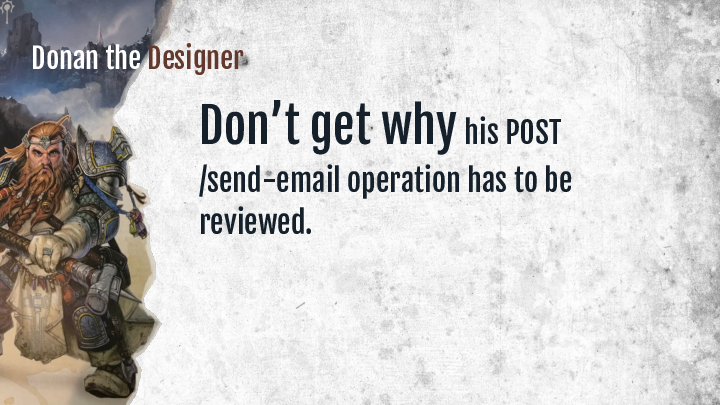 Donan the Designer
Don’t get why his POST
/send-email operation has to be
reviewed.